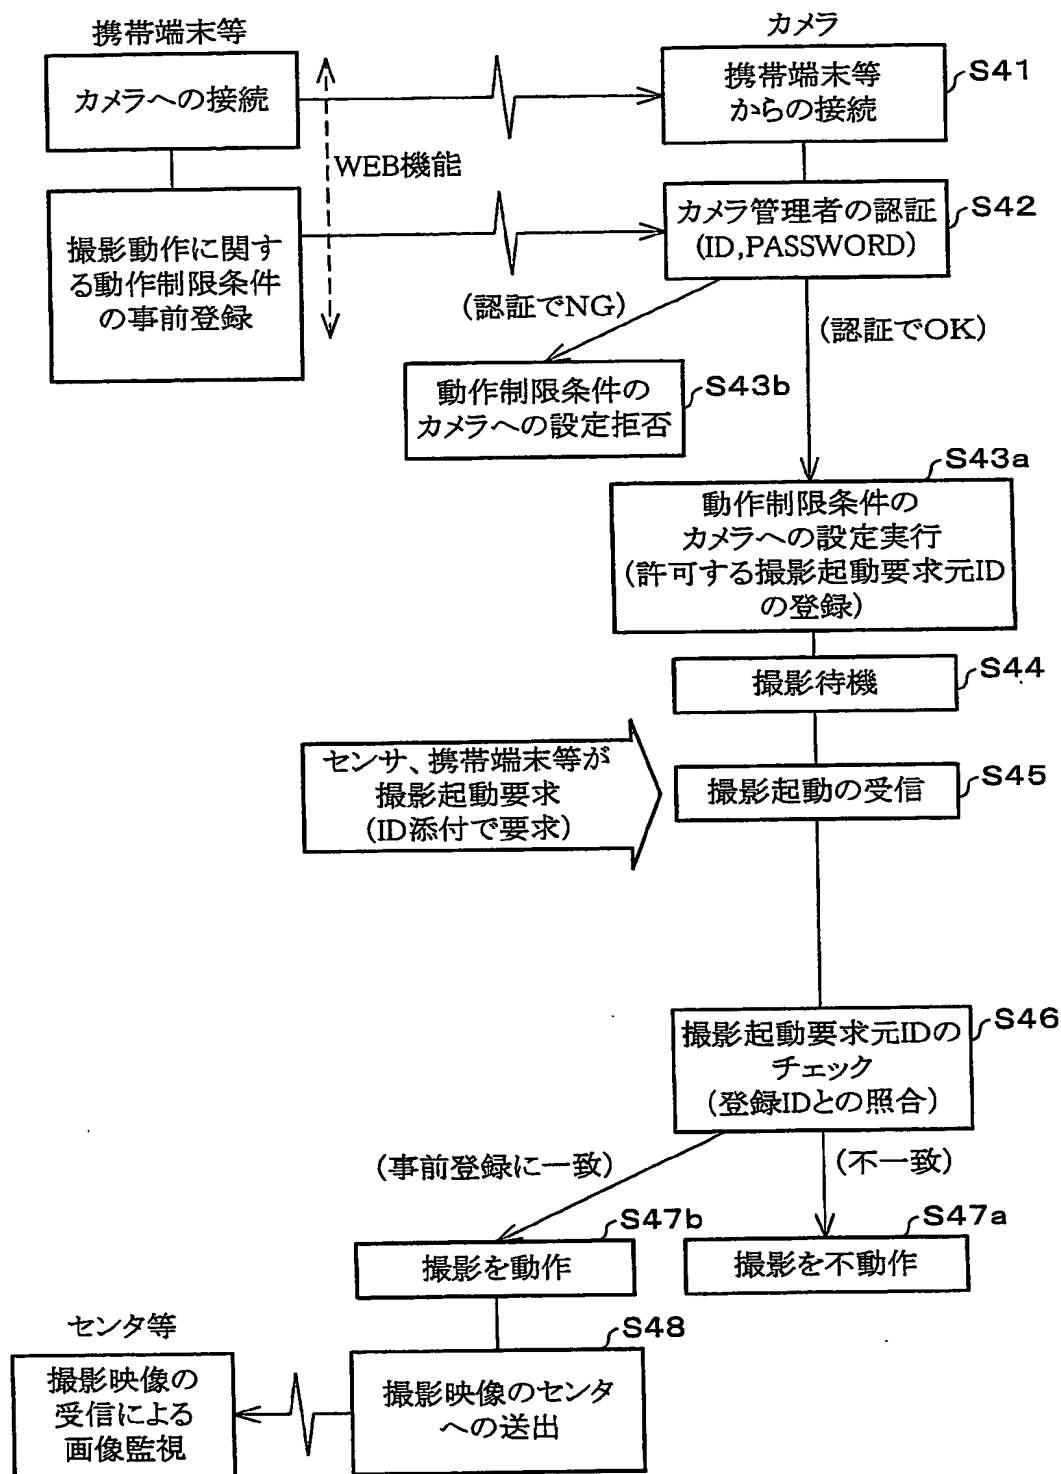 携帯端末等
カメラ
カメラへの接続
携帯端末等
からの接続
S41
WEB機能
撮影動作に関す
る動作制限条件
の事前登録
カメラ管理者の認証
(ID,PASSWORD)
S42
(認証でNG)
(認証でOK)
動作制限条件の
カメラへの設定拒否
S43b
S43a
動作制限条件の
カメラへの設定実行
(許可する撮影起動要求元ID
の登録)
撮影待機
S44
センサ、携帯端末等が
撮影起動要求
(ID添付で要求)
撮影起動の受信
S45
撮影起動要求元IDの
チェック
(登録IDとの照合)
S46
(事前登録に一致)
(不一致)
S47b
撮影を動作
S47a
撮影を不動作
センタ等
S48
撮影映像の
受信による
画像監視
撮影映像のセンタ
への送出